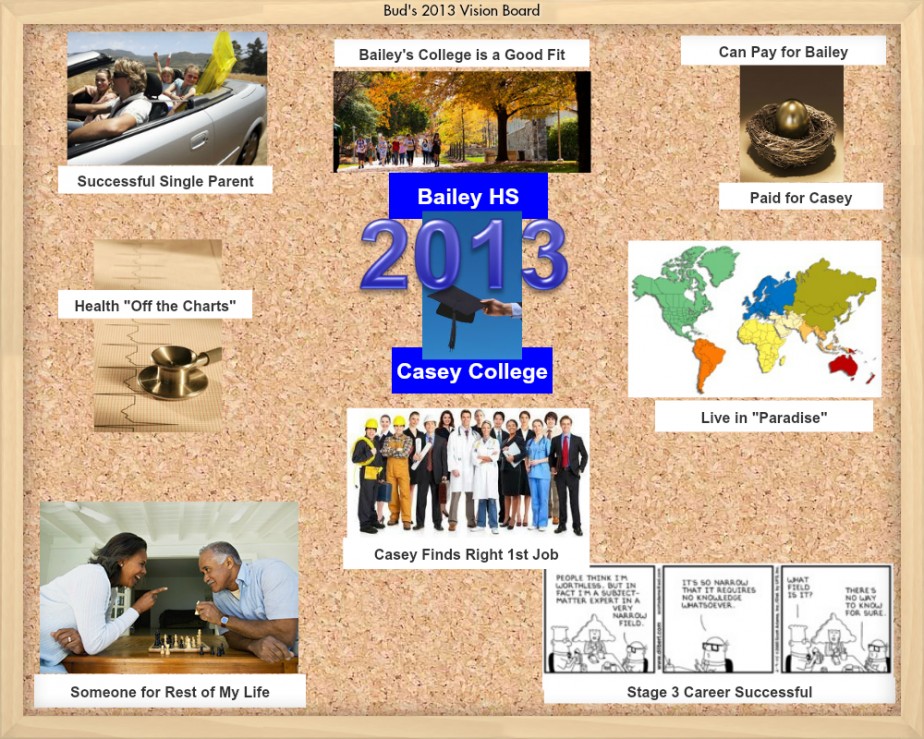 Bud's 2013 Vision Board
Bailey's College is a Good Fit
Can Pay for Bailey
Successful Single Parent
Bailey HS
Paid for Casey
2013
Health "Off the Charts"
Casey College
Live in "Paradise"
Casey Finds Right 1st Job
PEOPLE THINK I'M
WORTHLESS. BUT IN
FACT I'M A SUBJECT-
MATTER EXPERT IN A
VERY
NARROW
FIELD.
IT'S SO NARROW
THAT IT REQUIRES
NO KNOWLEDGE
WHATSOEVER.
WHAT
FIELD
IS IT?
THERE'S
NO WAY
TO KNOW
FOR SURE.
Someone for Rest of My Life
Stage 3 Career Successful